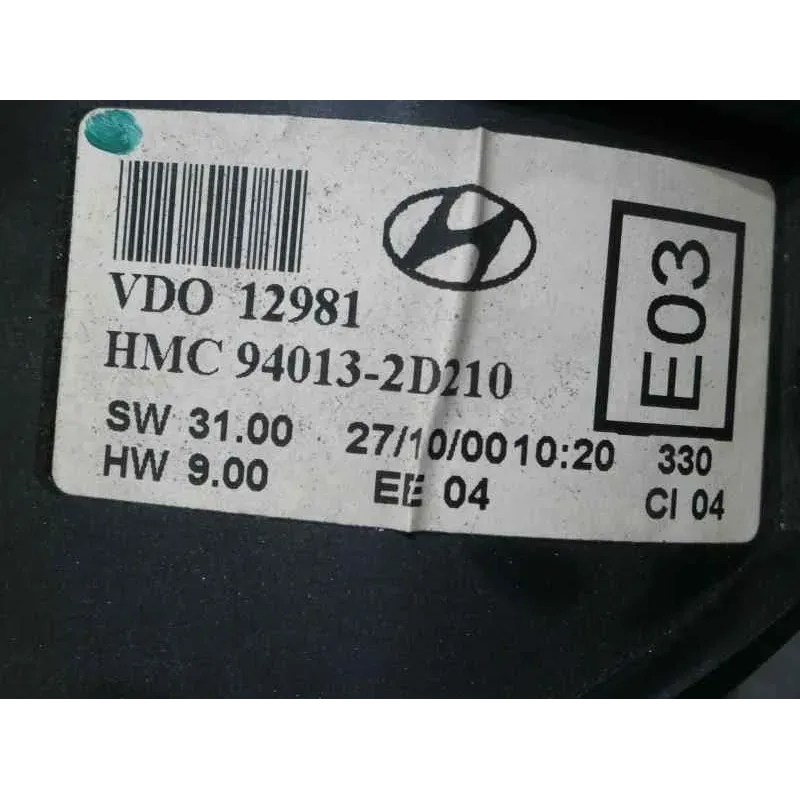 VDO 12981
HMC 94013-2D210
E03
SW 31.00 27/10/00 10:20 330
HW 9.00 EE 04 CI 04